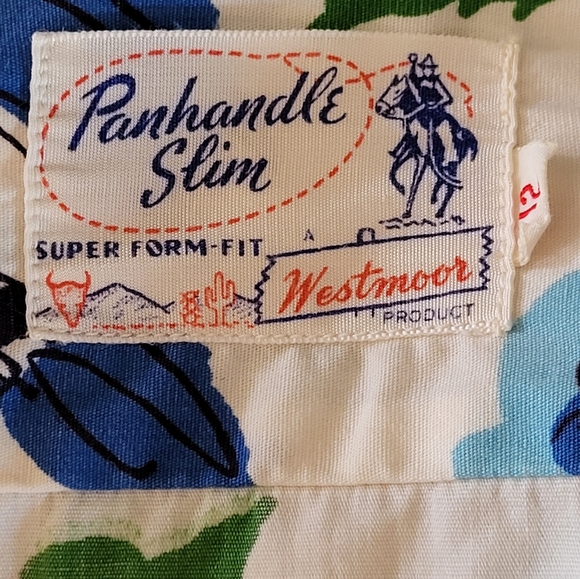 Panhandle
Slim
SUPER FORM-FIT
A
Westmoor
PRODUCT